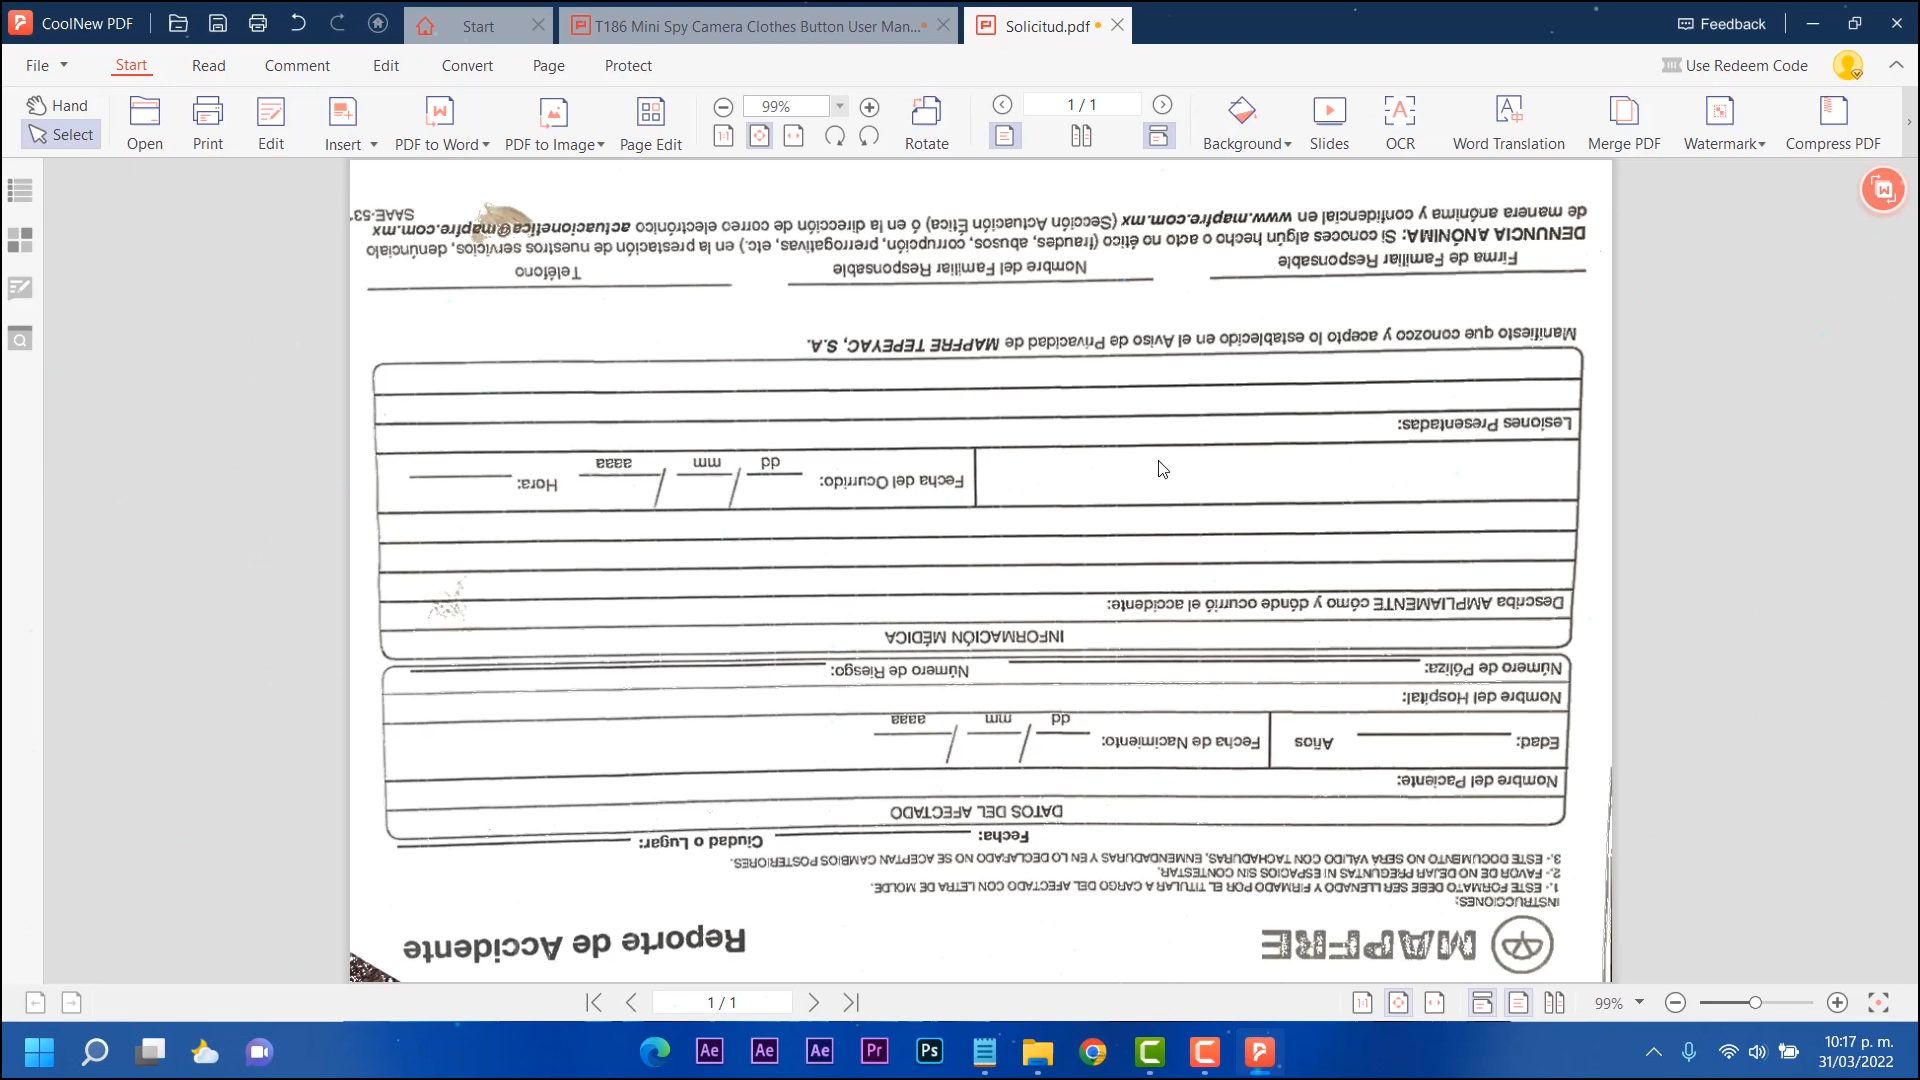 CoolNew PDF
Start
T186 Mini Spy Camera Clothes Button User Man...
Solicitud.pdf
Feedback
File
Start
Read
Comment
Edit
Convert
Page
Protect
Use Redeem Code
Hand
Select
Open
Print
Edit
Insert
PDF to Word
PDF to Image
Page Edit
99%
Rotate
1 / 1
Background
Slides
OCR
Word Translation
Merge PDF
Watermark
Compress PDF
MAPFRE
Reporte de Accidente
INSTRUCCIONES:
1.- ESTE FORMATO DEBE SER LLENADO Y FIRMADO POR EL TITULAR A CARGO DEL AFECTADO CON LETRA DE MOLDE.
2.- FAVOR DE NO DEJAR PREGUNTAS NI ESPACIOS SIN CONTESTAR.
3.- ESTE DOCUMENTO NO SERÁ VÁLIDO CON TACHADURAS, ENMENDADURAS Y EN LO DECLARADO NO SE ACEPTAN CAMBIOS POSTERIORES.
Fecha: Ciudad o Lugar:
DATOS DEL AFECTADO
Nombre del Paciente:
Edad: Años Fecha de Nacimiento: / /
dd mm aaaa
Nombre del Hospital:
Número de Póliza: Número de Riesgo:
INFORMACIÓN MÉDICA
Describa AMPLIAMENTE cómo y dónde ocurrió el accidente:
Fecha del Ocurrido: / / Hora:
dd mm aaaa
Lesiones Presentadas:
Manifiesto que conozco y acepto lo establecido en el Aviso de Privacidad de MAPFRE TEPEYAC, S.A.
Firma de Familiar Responsable
Nombre del Familiar Responsable
Teléfono
DENUNCIA ANÓNIMA: Si conoces algún hecho o acto no ético (fraudes, abusos, corrupción, prerrogativas, etc) en la prestación de nuestros servicios, denúncialo
de manera anónima y confidencial en www.mapfre.com.mx (Sección Actuación Ética) ó en la dirección de correo electrónico actuacionetica@mapfre.com.mx
SAAE-53
1 / 1
99%
Ae
Ae
Ae
Pr
Ps
10:17 p. m.
31/03/2022